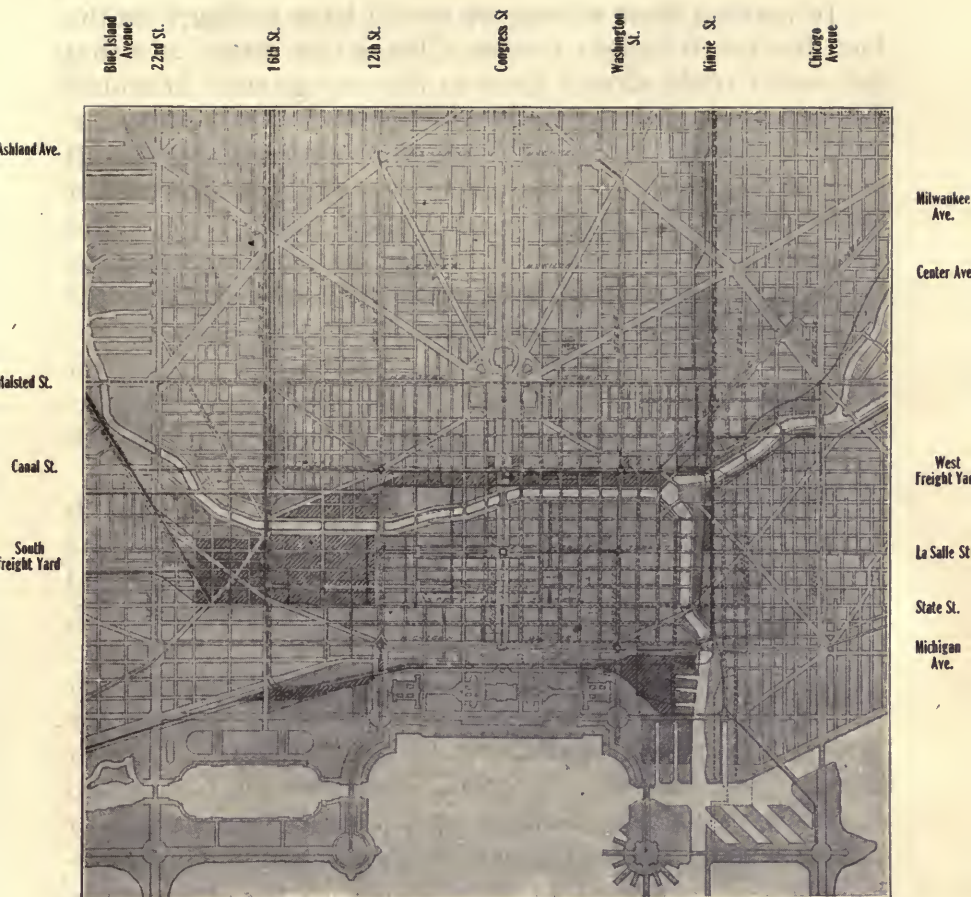 Blue Island
Avenue
22nd St.
16th St.
12th St.
Congress St
Washington
St.
Kinzie St
Chicago
Avenue
Ashland Ave.
Halsted St.
Canal St.
South
Freight Yard
Milwaukee
Ave.
Center Ave
West
Freight Yar
La Salle St
State St.
Michigan
Ave.